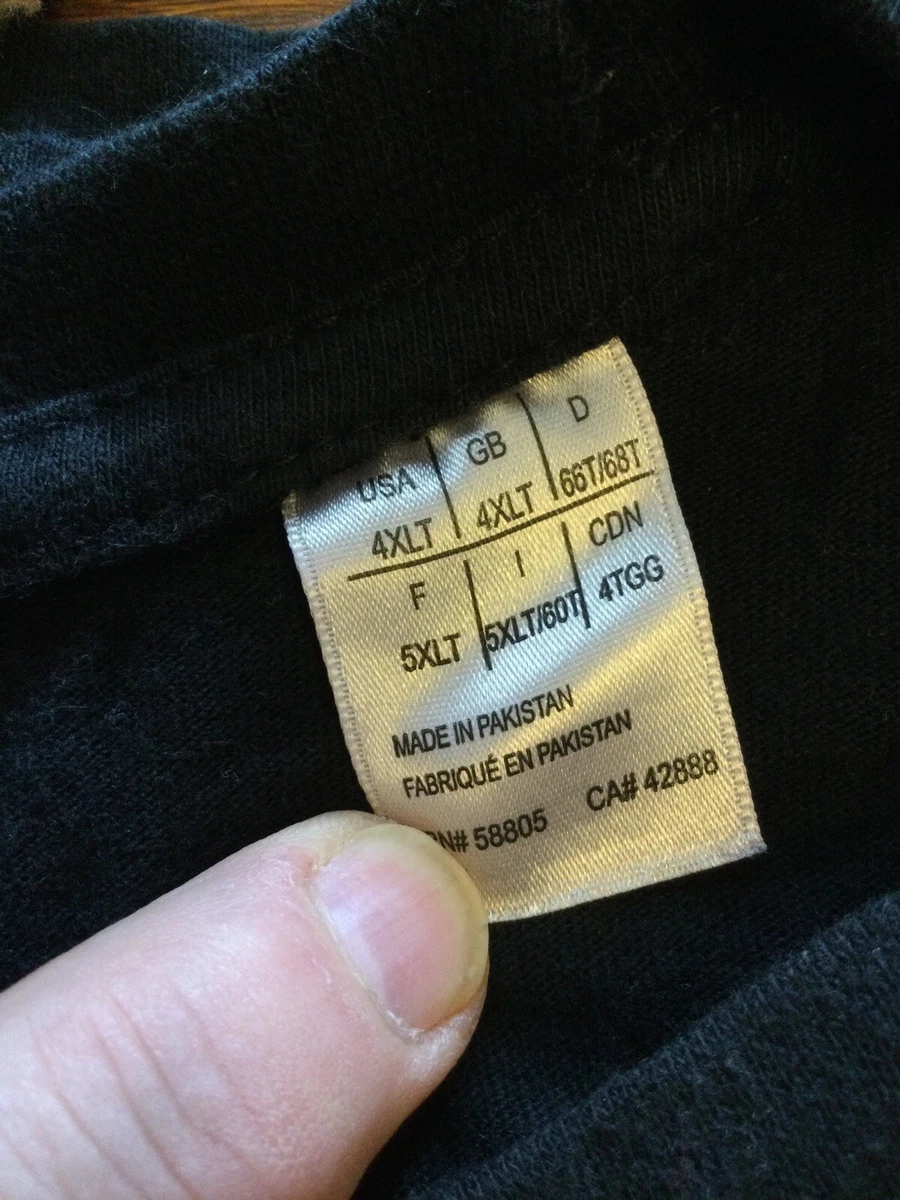 USA GB D
4XLT 4XLT 66T/68T
F I CDN
5XLT 5XLT/60T 4TGG
MADE IN PAKISTAN
FABRIQUÉ EN PAKISTAN
N# 58805 CA# 42888